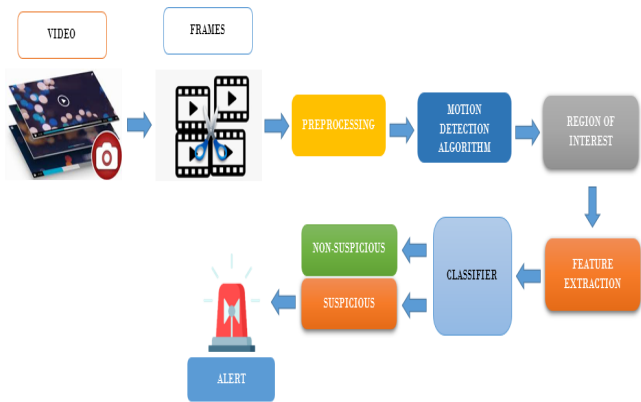 VIDEO
FRAMES
PREPROCESSING
MOTION
DETECTION
ALGORITHM
REGION OF
INTEREST
FEATURE
EXTRACTION
CLASSIFIER
NON-SUSPICIOUS
SUSPICIOUS
ALERT